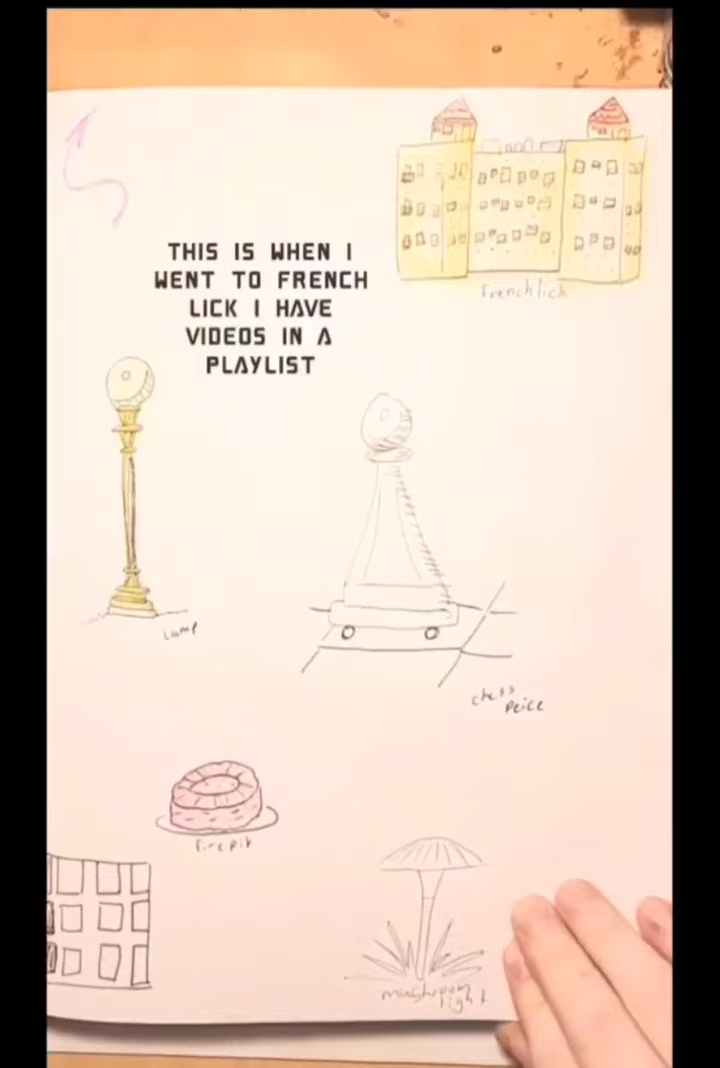 THIS IS WHEN I
WENT TO FRENCH
LICK I HAVE
VIDEOS IN A
PLAYLIST
Frenchlick
Lamp
chess
Peice
firepit
mushroom
light